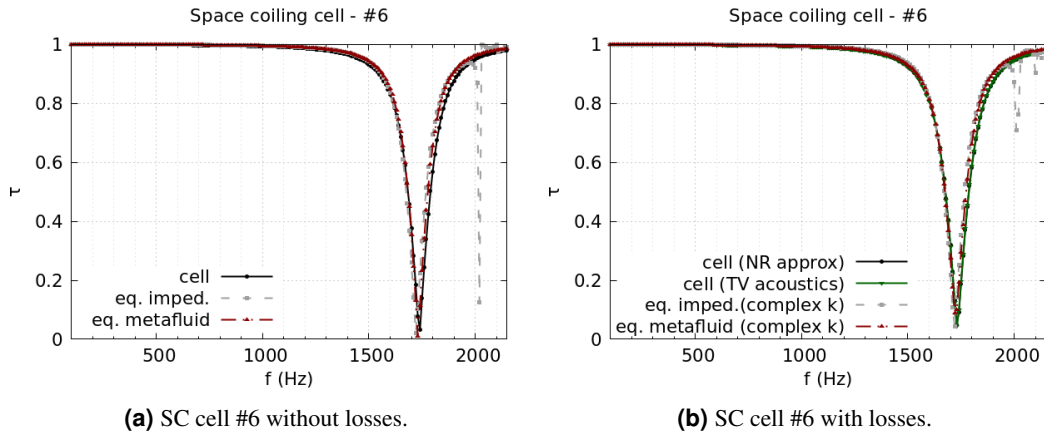 Space coiling cell - #6
1
0.8
0.6
τ
0.4
0.2
0
cell
eq. imped.
eq. metafluid
500
1000
1500
2000
f (Hz)
(a) SC cell #6 without losses.
Space coiling cell - #6
1
0.8
0.6
τ
0.4
0.2
0
cell (NR approx)
cell (TV acoustics)
eq. imped.(complex k)
eq. metafluid (complex k)
500
1000
1500
2000
f (Hz)
(b) SC cell #6 with losses.